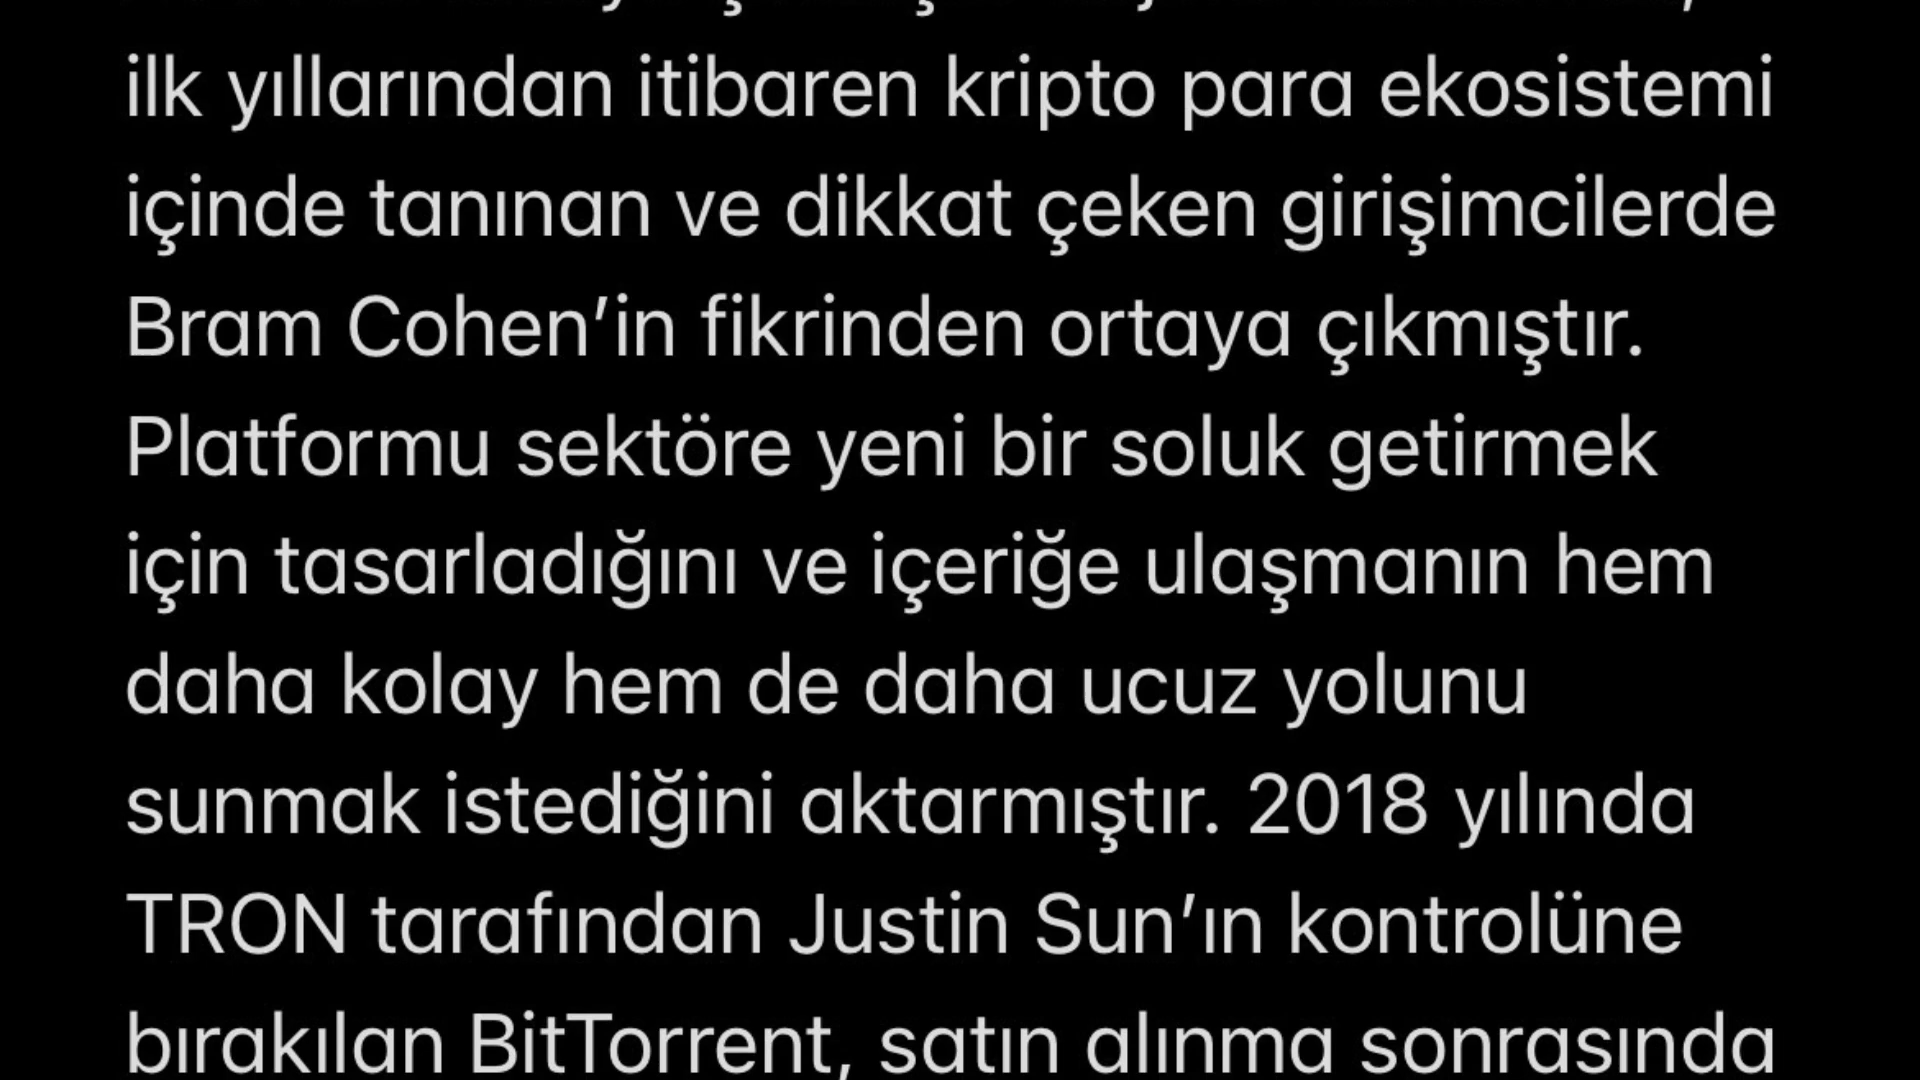 ilk yıllarından itibaren kripto para ekosistemi
içinde tanınan ve dikkat çeken girişimcilerde
Bram Cohen’in fikrinden ortaya çıkmıştır.
Platformu sektöre yeni bir soluk getirmek
için tasarladığını ve içeriğe ulaşmanın hem
daha kolay hem de daha ucuz yolunu
sunmak istediğini aktarmıştır. 2018 yılında
TRON tarafından Justin Sun’ın kontrolüne
bırakılan BitTorrent, satın alınma sonrasında